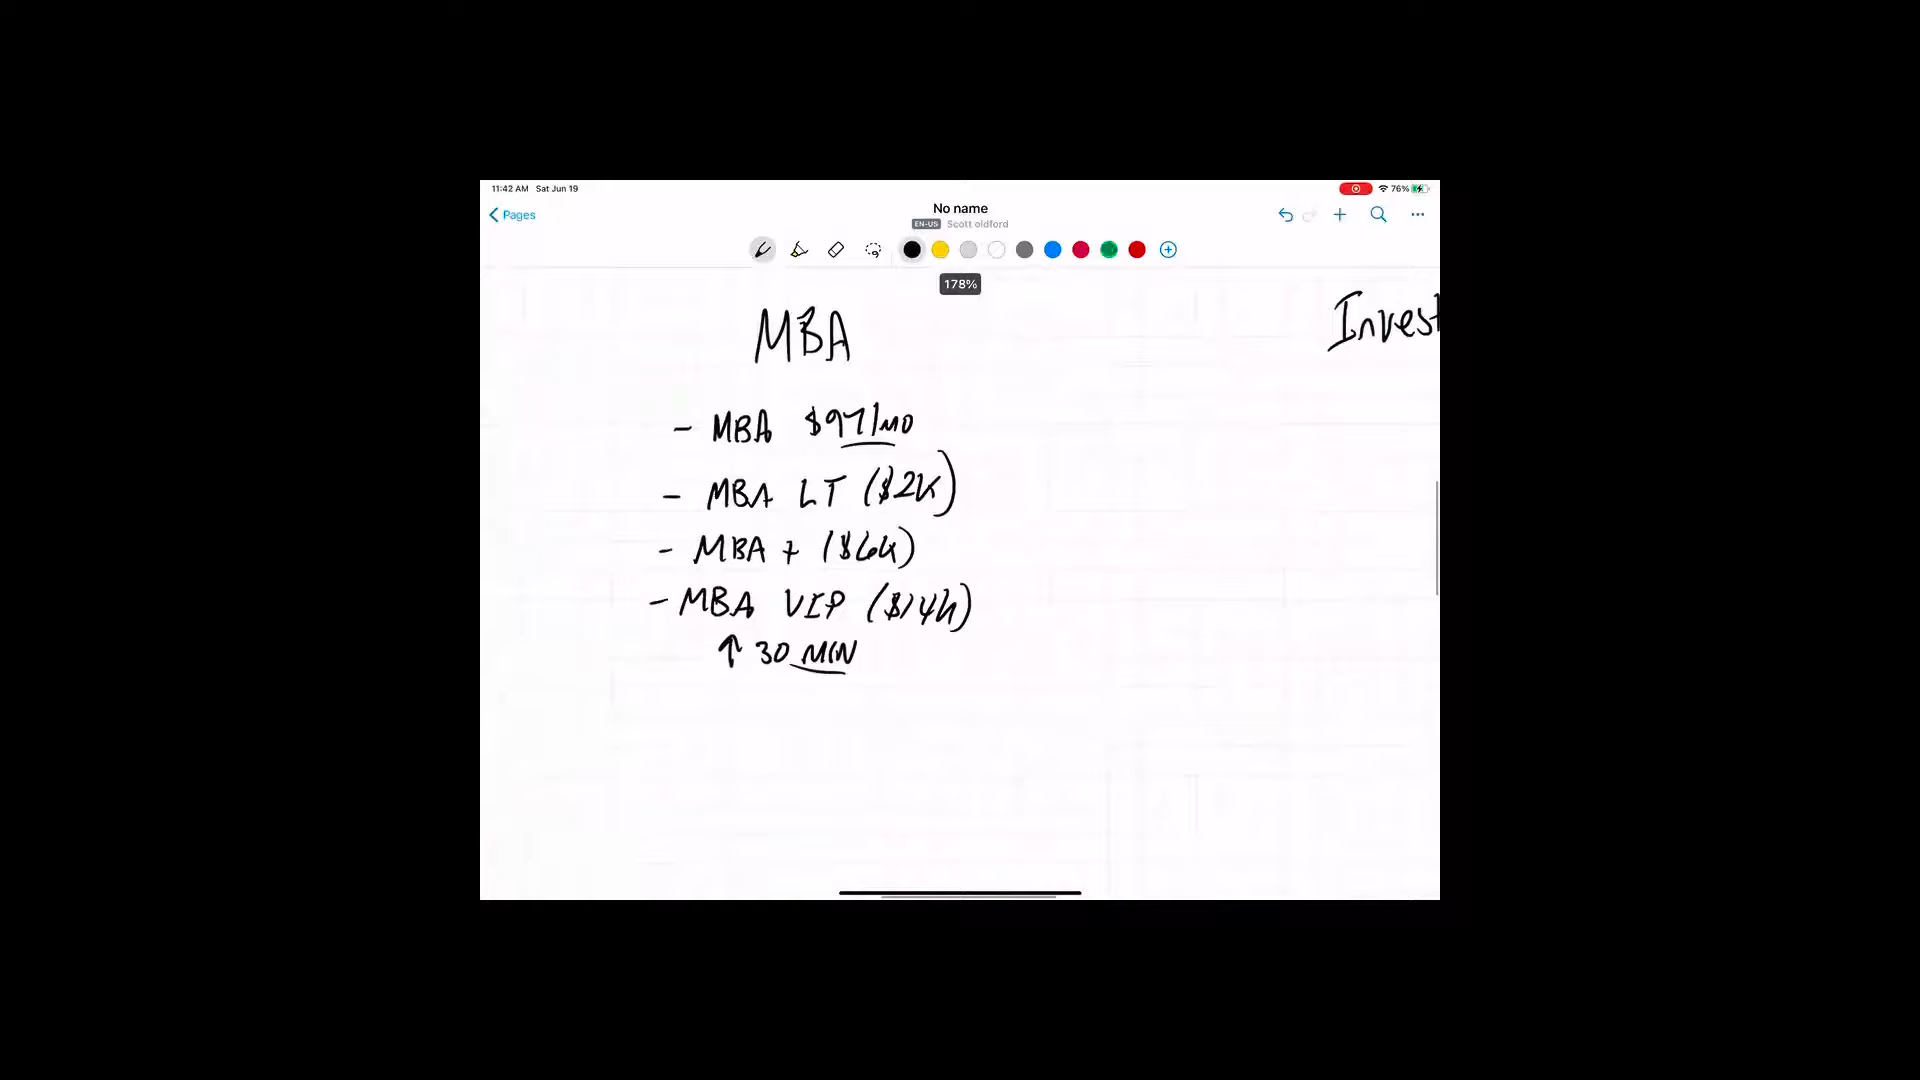 11:42 AM Sat Jun 19
76%
Pages
No name
EN-US Scott oldford
178%
MBA
Invest
- MBA $97/MO
- MBA LT ($2K)
- MBA + ($6K)
- MBA VIP ($14K)
↑ 30 MIN